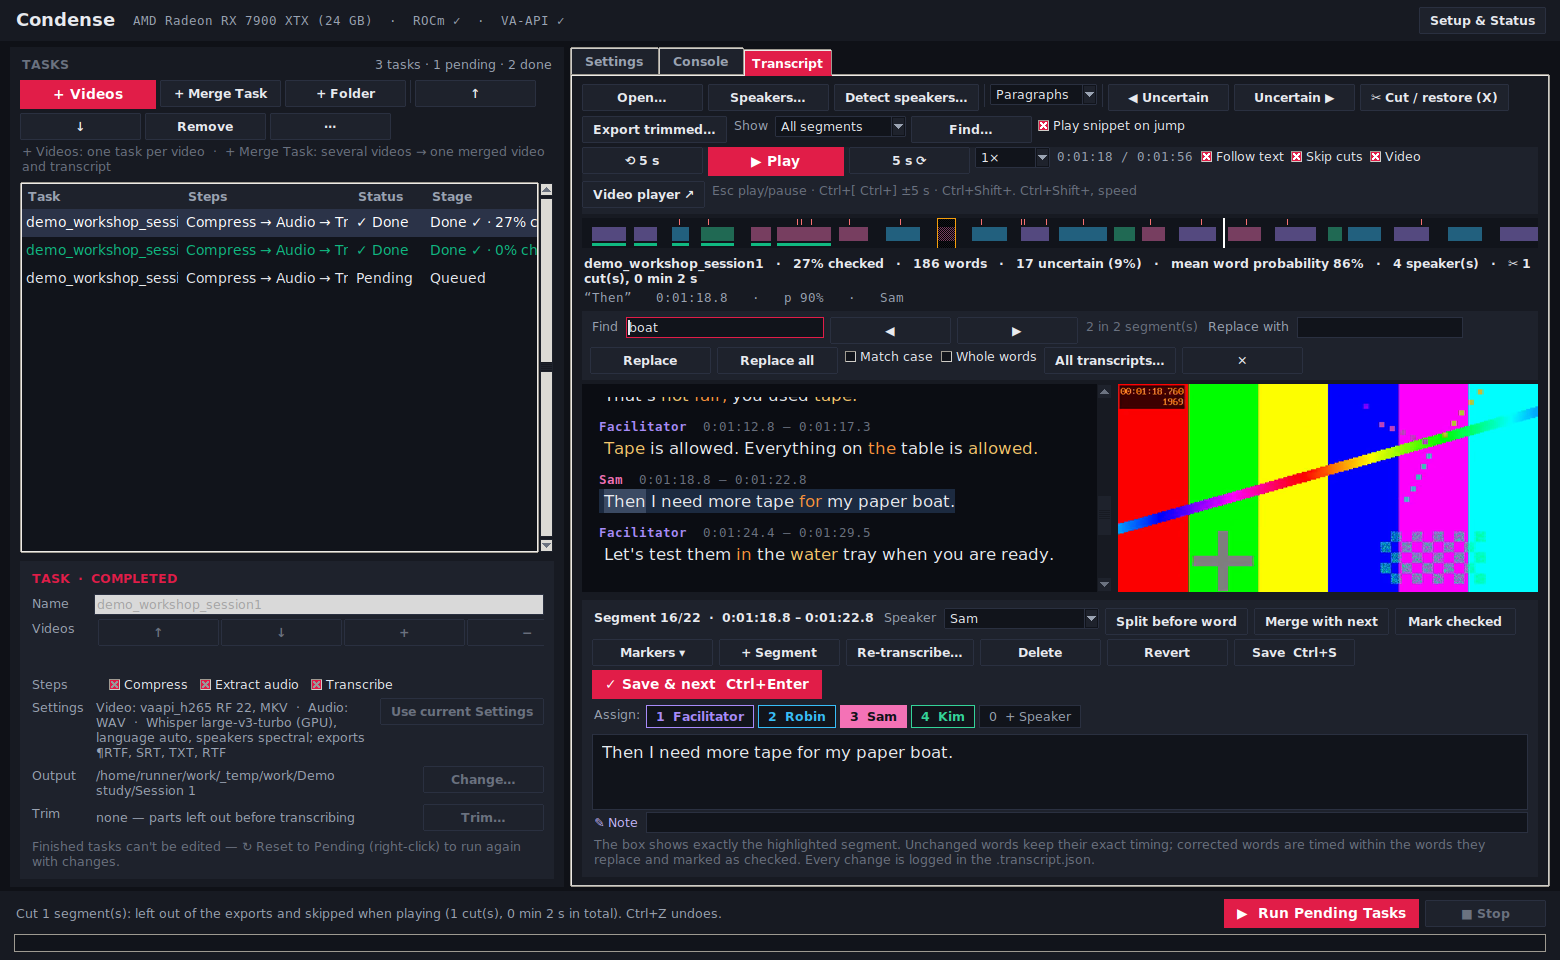 Condense AMD Radeon RX 7900 XTX (24 GB) · ROCm ✓ · VA-API ✓ Setup & Status
TASKS 3 tasks · 1 pending · 2 done
+ Videos + Merge Task + Folder ↑
↓ Remove ⋯
+ Videos: one task per video · + Merge Task: several videos → one merged video
and transcript
Task Steps Status Stage
demo_workshop_sessi Compress → Audio → Tr ✓ Done Done ✓ · 27% c
demo_workshop_sessi Compress → Audio → Tr ✓ Done Done ✓ · 0% ch
demo_workshop_sessi Compress → Audio → Tr Pending Queued
TASK · COMPLETED
Name demo_workshop_session1
Videos ↑ ↓ + −
Steps Compress Extract audio Transcribe
Settings Video: vaapi_h265 RF 22, MKV · Audio:
WAV · Whisper large-v3-turbo (GPU),
language auto, speakers spectral; exports
¶RTF, SRT, TXT, RTF
Use current Settings
Output /home/runner/work/_temp/work/Demo
study/Session 1
Change…
Trim none — parts left out before transcribing Trim…
Finished tasks can't be edited — ↻ Reset to Pending (right-click) to run again
with changes.
Settings Console Transcript
Open… Speakers… Detect speakers… Paragraphs ◀ Uncertain Uncertain ▶ ✂ Cut / restore (X)
Export trimmed… Show All segments Find… Play snippet on jump
⟲ 5 s ▶ Play 5 s ⟳ 1× 0:01:18 / 0:01:56 Follow text Skip cuts Video
Video player ↗ Esc play/pause · Ctrl+[ Ctrl+] ±5 s · Ctrl+Shift+. Ctrl+Shift+, speed
demo_workshop_session1 · 27% checked · 186 words · 17 uncertain (9%) · mean word probability 86% · 4 speaker(s) · ✂ 1
cut(s), 0 min 2 s
“Then” 0:01:18.8 · p 90% · Sam
Find boat ◀ ▶ 2 in 2 segment(s) Replace with
Replace Replace all Match case Whole words All transcripts… ×
That's not fair, you used tape.
Facilitator 0:01:12.8 – 0:01:17.3
Tape is allowed. Everything on the table is allowed.
Sam 0:01:18.8 – 0:01:22.8
Then I need more tape for my paper boat.
Facilitator 0:01:24.4 – 0:01:29.5
Let's test them in the water tray when you are ready.
00:01:18.760
1969
Segment 16/22 · 0:01:18.8 – 0:01:22.8 Speaker Sam Split before word Merge with next Mark checked
Markers ▾ + Segment Re-transcribe… Delete Revert Save Ctrl+S
✓ Save & next Ctrl+Enter
Assign: 1 Facilitator 2 Robin 3 Sam 4 Kim 0 + Speaker
Then I need more tape for my paper boat.
✎ Note
The box shows exactly the highlighted segment. Unchanged words keep their exact timing; corrected words are timed within the words they
replace and marked as checked. Every change is logged in the .transcript.json.
Cut 1 segment(s): left out of the exports and skipped when playing (1 cut(s), 0 min 2 s in total). Ctrl+Z undoes.
▶ Run Pending Tasks ■ Stop